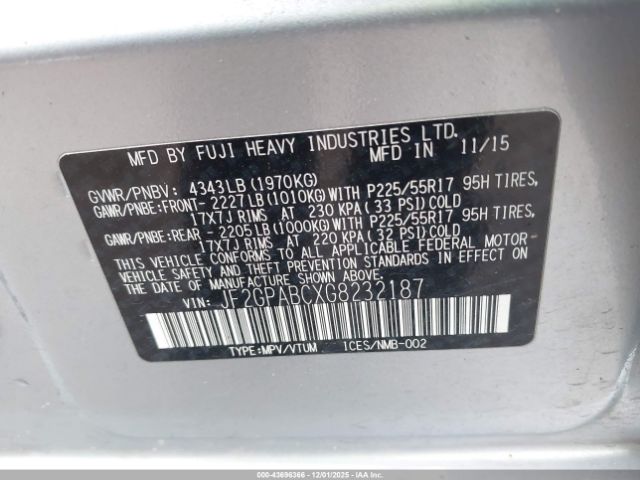 MFD BY FUJI HEAVY INDUSTRIES LTD.
MFD IN 11/15
GVWR/PNBV: 4343LB(1970KG)
GAWR/PNBE:FRONT- 2227LB(1010KG)WITH P225/55R17 95H TIRES,
17X7J RIMS AT 230 KPA(33 PSI)COLD
GAWR/PNBE:REAR - 2205LB(1000KG)WITH P225/55R17 95H TIRES,
17X7J RIMS AT 220 KPA(32 PSI)COLD
THIS VEHICLE CONFORMS TO ALL APPLICABLE FEDERAL MOTOR-
VEHICLE SAFETY AND THEFT PREVENTION STANDARDS IN EFFECT ON
THE DATE OF MANUFACTURE SHOWN ABOVE.
VIN: JF2GPABCXG8232187
TYPE:MPV/VTUM ICES/NMB-002
000-43696366 - 12/01/2025 - IAAI.com